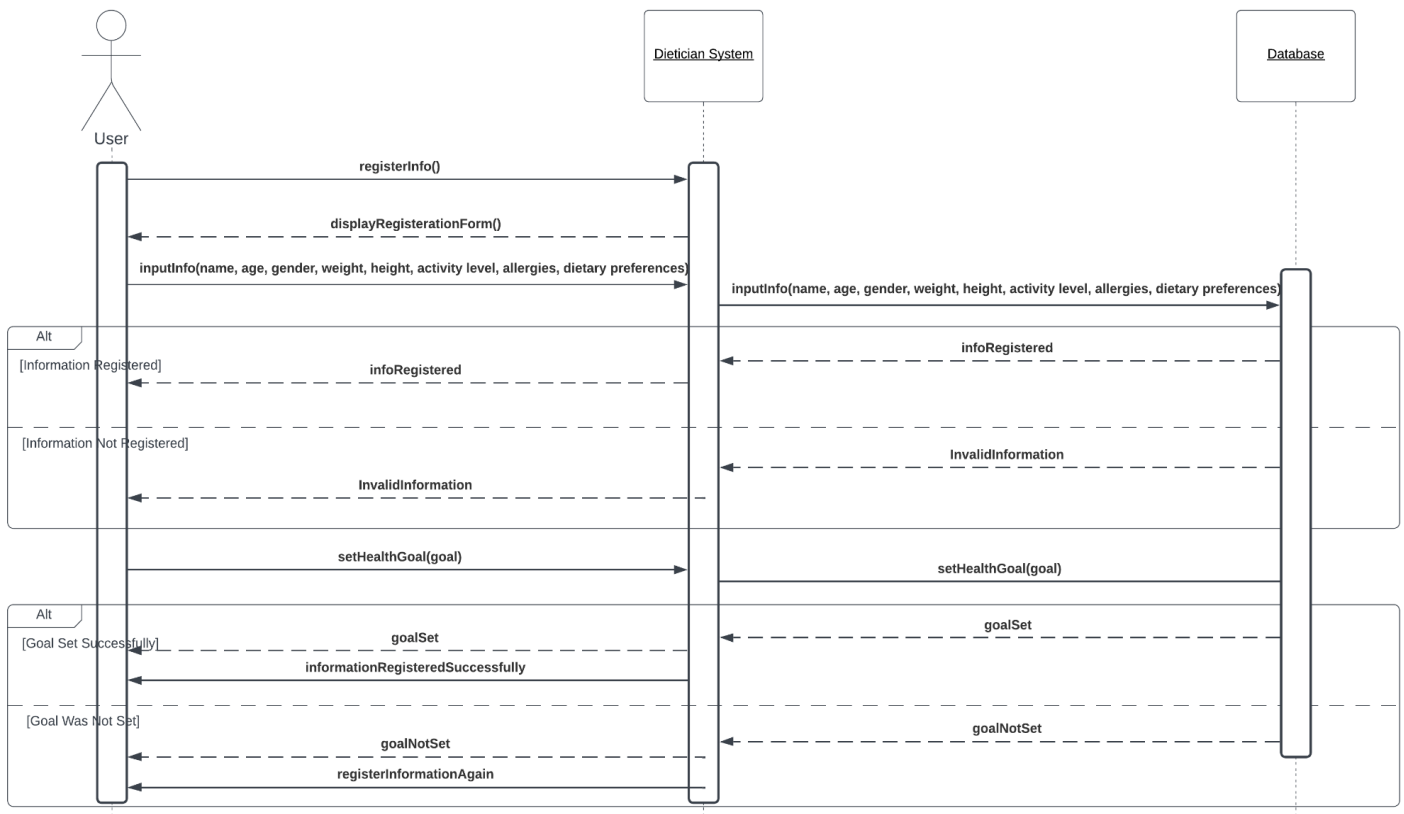 Dietician System
Database
User
registerInfo()
displayRegisterationForm()
inputInfo(name, age, gender, weight, height, activity level, allergies, dietary preferences)
inputInfo(name, age, gender, weight, height, activity level, allergies, dietary preferences)
Alt
[Information Registered]
infoRegistered
infoRegistered
[Information Not Registered]
InvalidInformation
InvalidInformation
setHealthGoal(goal)
setHealthGoal(goal)
Alt
[Goal Set Successfully]
goalSet
goalSet
informationRegisteredSuccessfully
[Goal Was Not Set]
goalNotSet
goalNotSet
registerInformationAgain